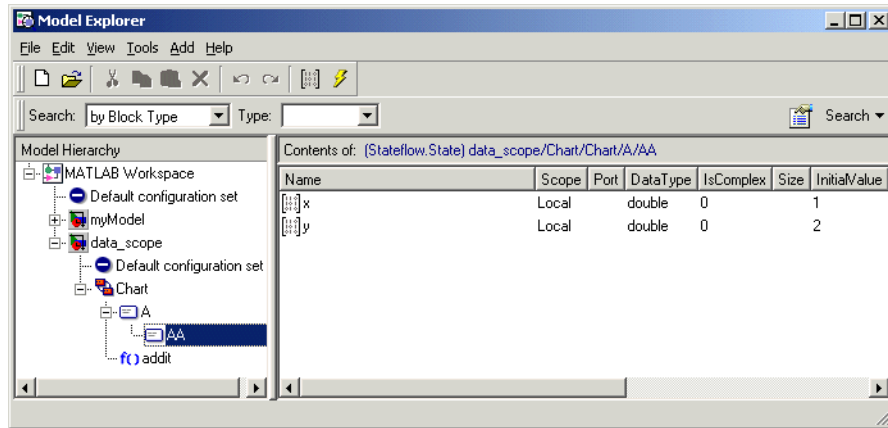 Model Explorer
File Edit View Tools Add Help
Search: by Block Type Type: Search
Model Hierarchy
Contents of: (Stateflow.State) data_scope/Chart/Chart/A/AA
MATLAB Workspace
Default configuration set
myModel
data_scope
Default configuration set
Chart
A
AA
f() addit
Name Scope Port DataType IsComplex Size InitialValue
x Local double 0 1
y Local double 0 2